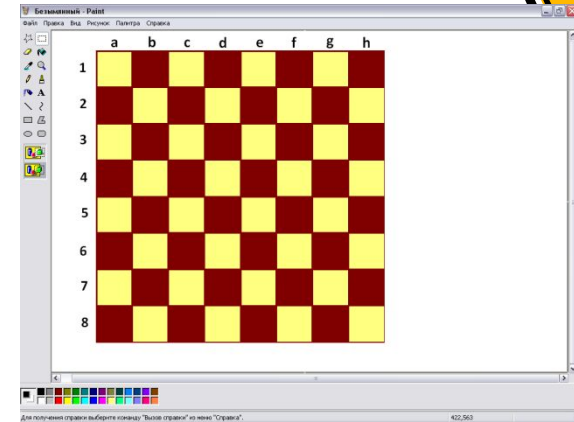 Безымянный - Paint
Файл Правка Вид Рисунок Палитра Справка
a b c d e f g h
1
2
3
4
5
6
7
8
Для получения справки выберите команду "Вызов справки" из меню "Справка".
422,563